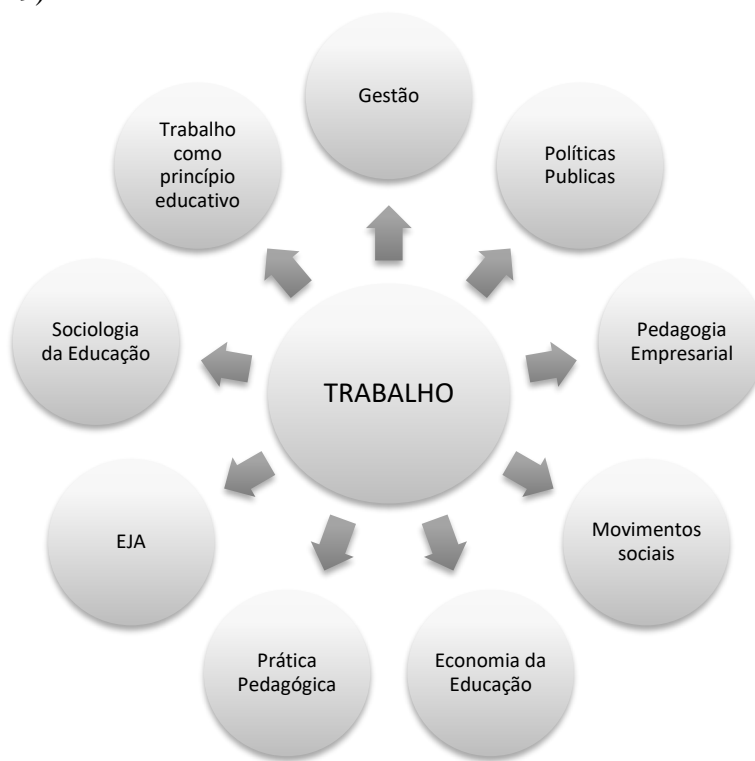 Gestão
Políticas
Publicas
Pedagogia
Empresarial
Movimentos
sociais
Economia da
Educação
Prática
Pedagógica
EJA
Sociologia
da Educação
Trabalho
como
princípio
educativo
TRABALHO